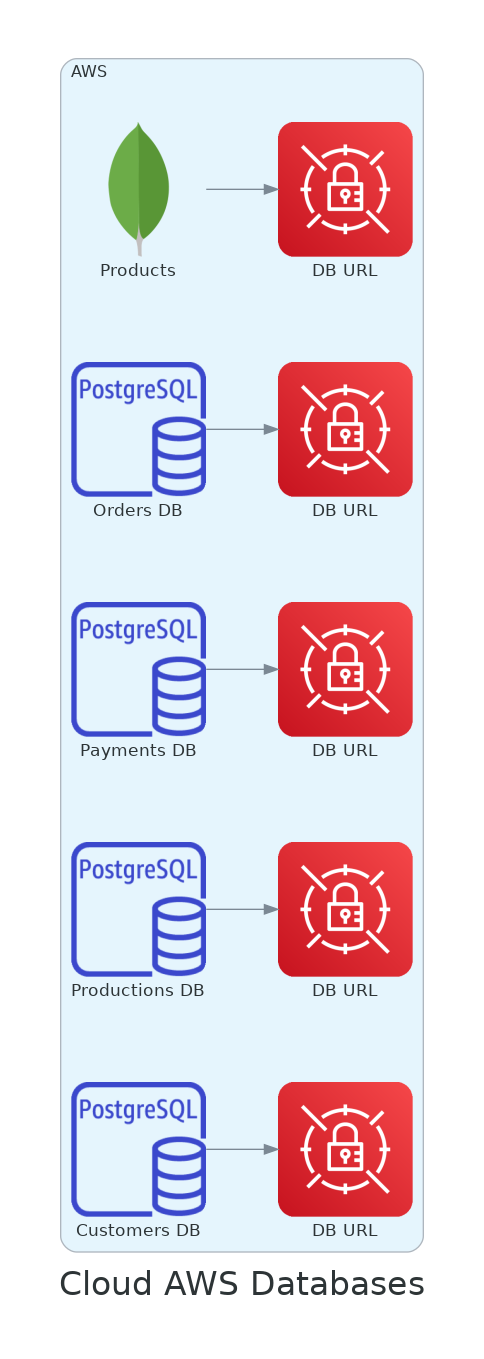 AWS
Products
DB URL
PostgreSQL
Orders DB
DB URL
PostgreSQL
Payments DB
DB URL
PostgreSQL
Productions DB
DB URL
PostgreSQL
Customers DB
DB URL
Cloud AWS Databases